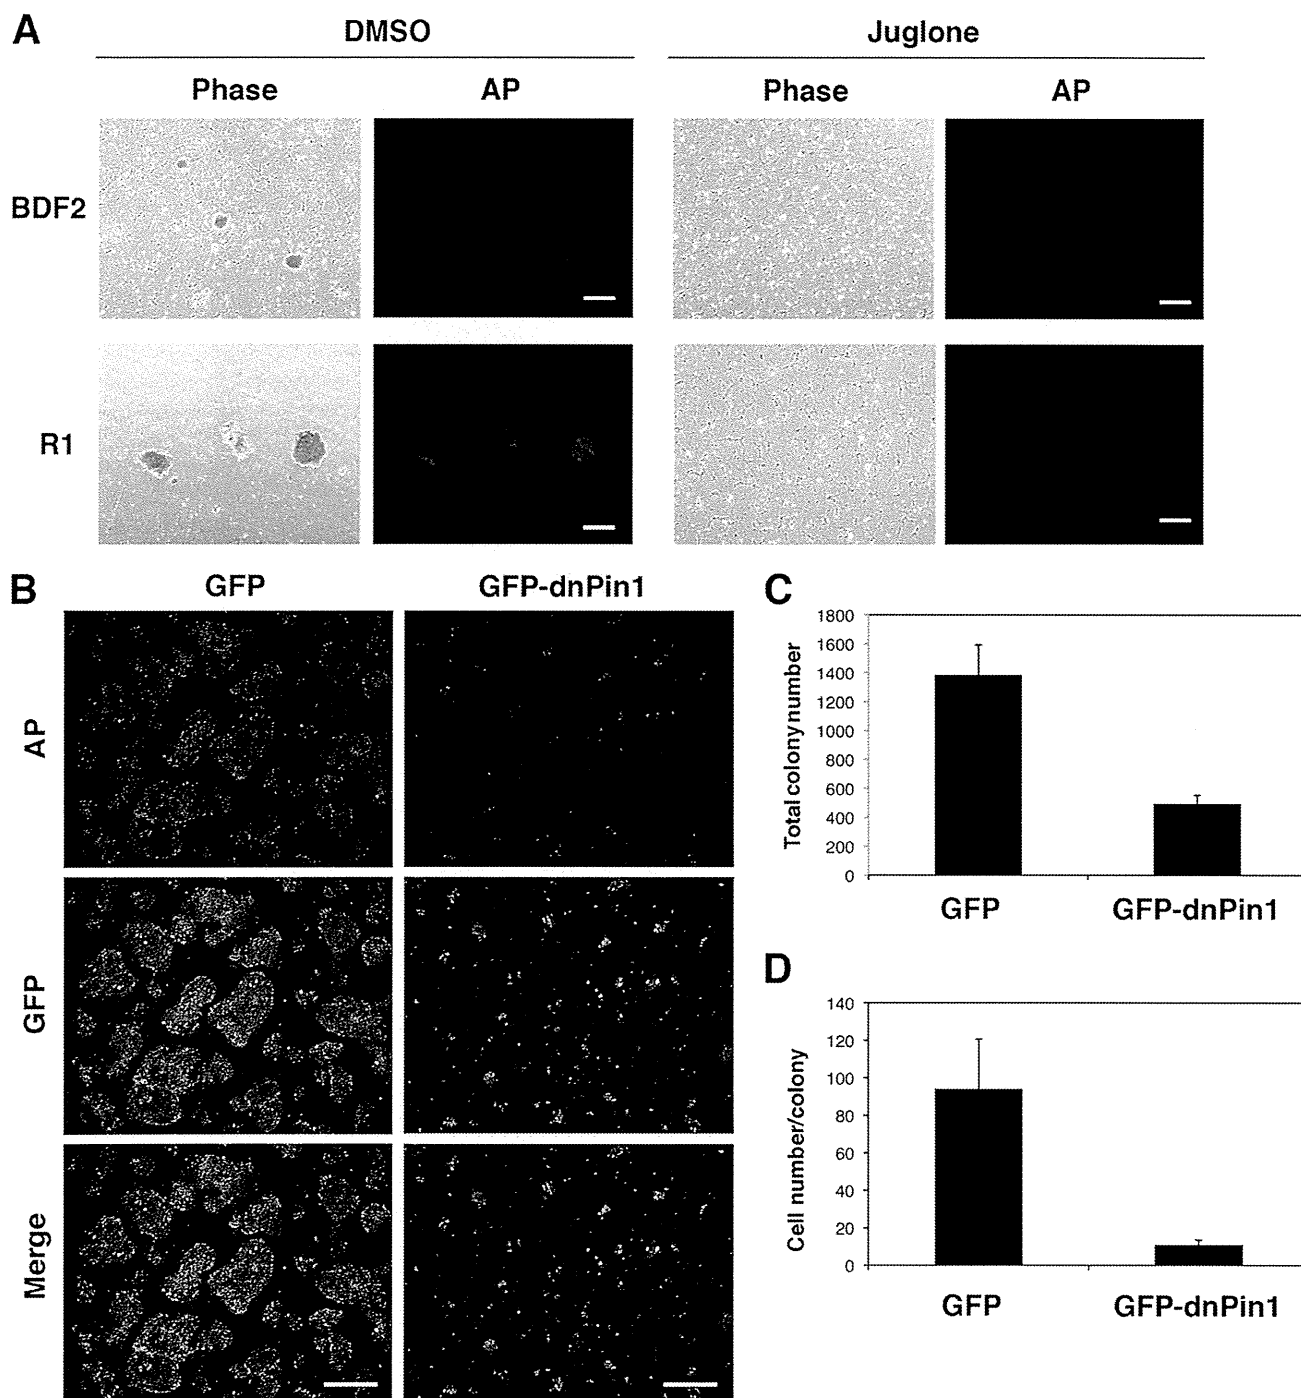 A
DMSO
Juglone
Phase
AP
Phase
AP
BDF2
R1
B
GFP
GFP-dnPin1
AP
GFP
Merge
C
Total colony number
1800
1600
1400
1200
1000
800
600
400
200
0
GFP
GFP-dnPin1
D
Cell number/colony
140
120
100
80
60
40
20
0
GFP
GFP-dnPin1